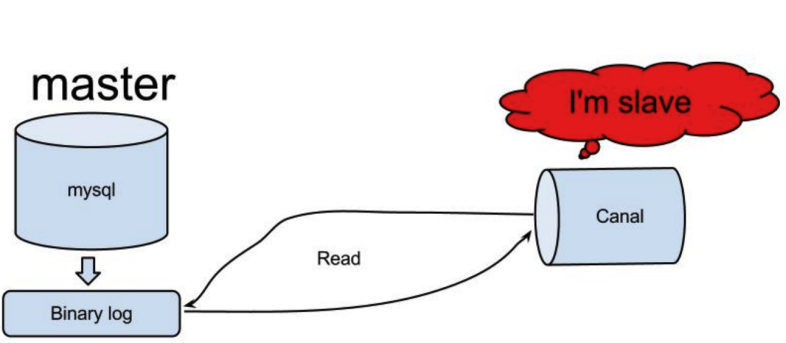 master
I'm slave
mysql
Canal
Read
Binary log